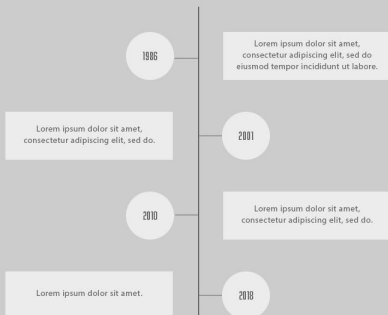 1986
Lorem ipsum dolor sit amet,
consectetur adipiscing elit, sed do
eiusmod tempor incididunt ut labore.
Lorem ipsum dolor sit amet,
consectetur adipiscing elit, sed do.
2001
2010
Lorem ipsum dolor sit amet,
consectetur adipiscing elit, sed do.
Lorem ipsum dolor sit amet.
2018